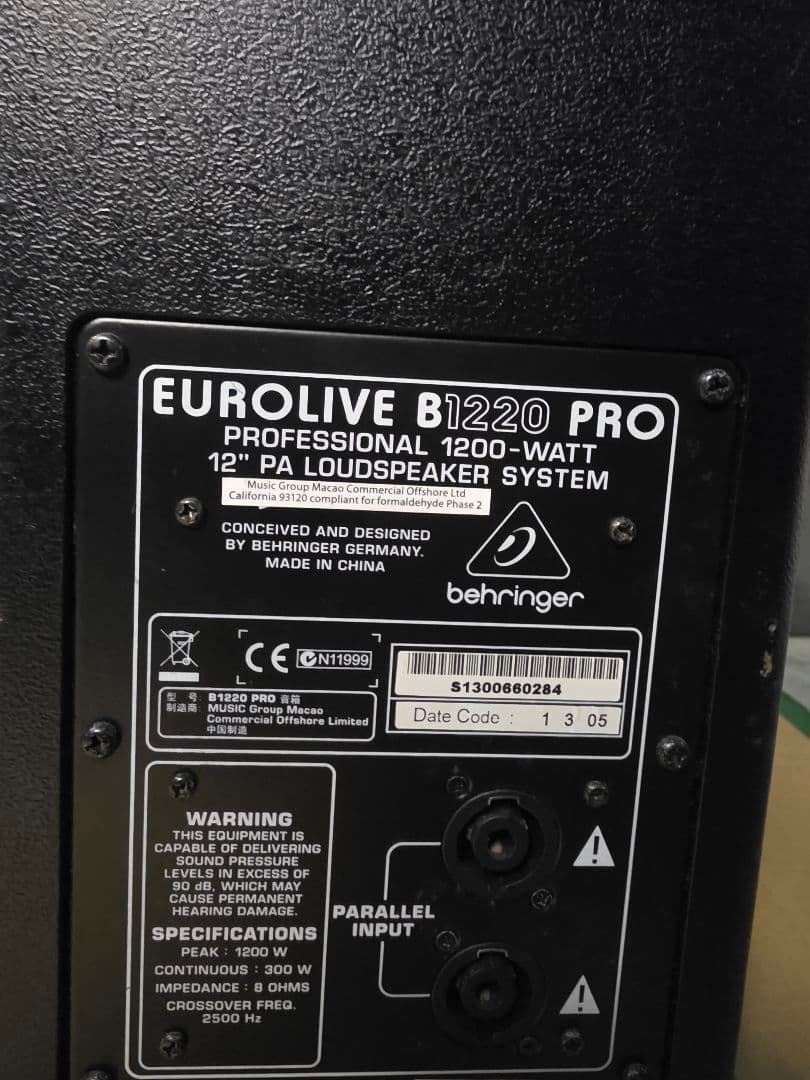 EUROLIVE B1220 PRO
PROFESSIONAL 1200-WATT
12" PA LOUDSPEAKER SYSTEM
Music Group Macao Commercial Offshore Ltd
California 93120 compliant for formaldehyde Phase 2
CONCEIVED AND DESIGNED
BY BEHRINGER GERMANY.
MADE IN CHINA
behringer
CE N11999
型 号: B1220 PRO 音箱
制造商: MUSIC Group Macao
Commercial Offshore Limited
中国制造
S1300660284
Date Code : 1 3 05
WARNING
THIS EQUIPMENT IS
CAPABLE OF DELIVERING
SOUND PRESSURE
LEVELS IN EXCESS OF
90 dB, WHICH MAY
CAUSE PERMANENT
HEARING DAMAGE.
SPECIFICATIONS
PEAK : 1200 W
CONTINUOUS : 300 W
IMPEDANCE : 8 OHMS
CROSSOVER FREQ.
2500 Hz
PARALLEL
INPUT